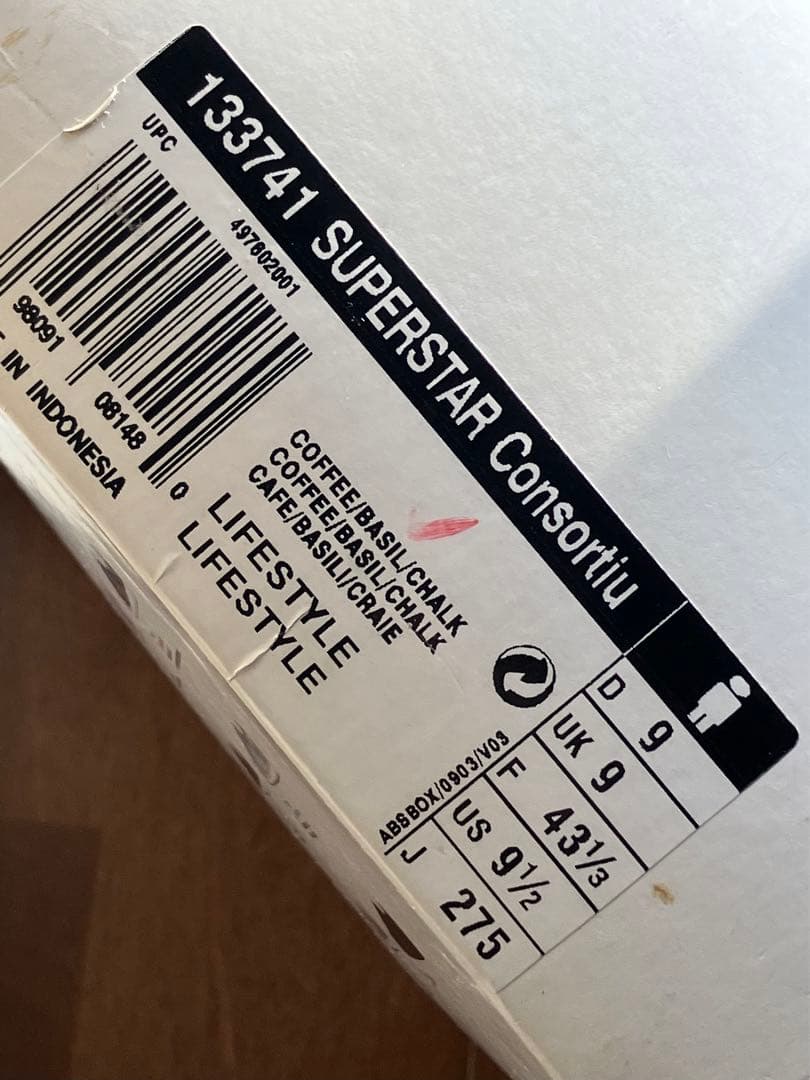 133741 SUPERSTAR Consortiu
UPC
497602001
98091 08148 0
IN INDONESIA
COFFEE/BASIL/CHALK
COFFEE/BASIL/CHALK
CAFE/BASILI/CRAIE
LIFESTYLE
LIFESTYLE
ABSBOX/0903/V03
D 9
UK 9
F 43 1/3
US 9 1/2
J 275